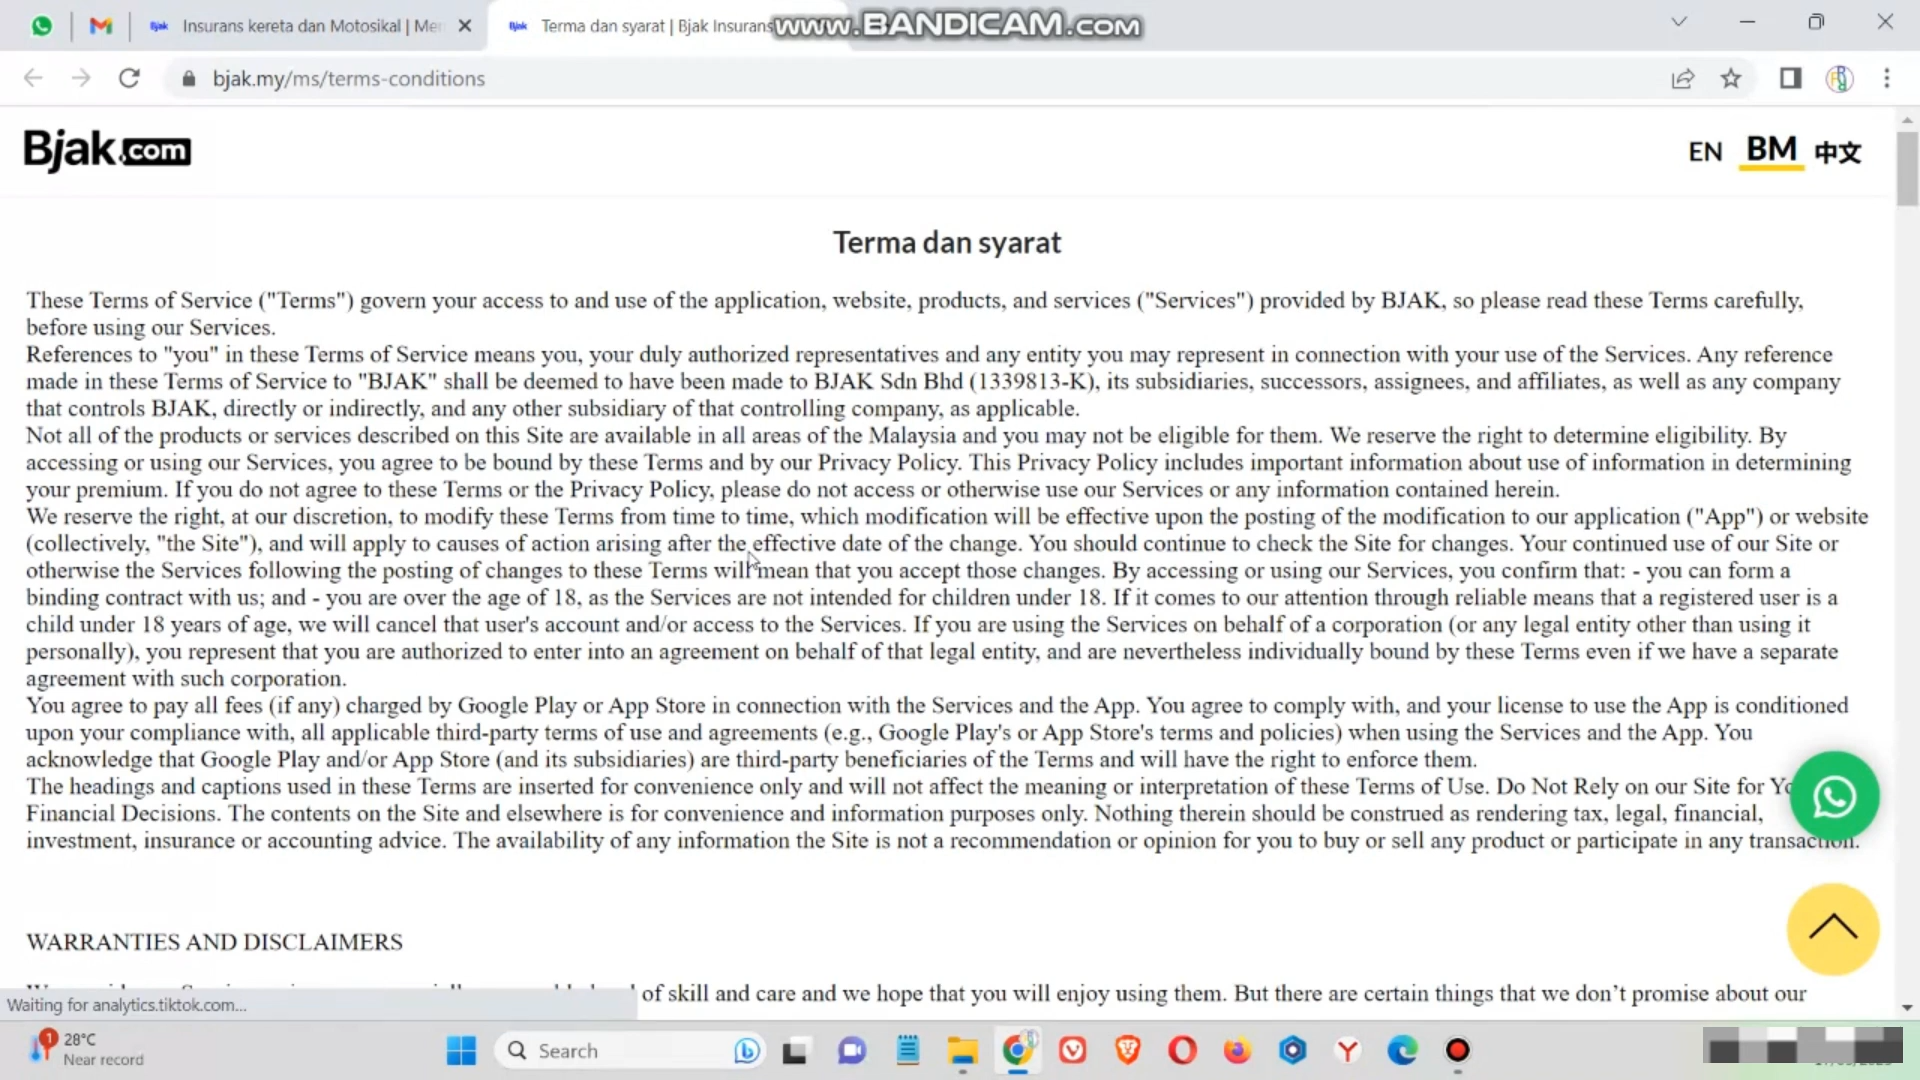 Insurans kereta dan Motosikal | Me
Terma dan syarat | Bjak Insurans
www.BANDICAM.com
bjak.my/ms/terms-conditions
Bjak.com
EN BM 中文
Terma dan syarat
These Terms of Service ("Terms") govern your access to and use of the application, website, products, and services ("Services") provided by BJAK, so please read these Terms carefully,
before using our Services.
References to "you" in these Terms of Service means you, your duly authorized representatives and any entity you may represent in connection with your use of the Services. Any reference
made in these Terms of Service to "BJAK" shall be deemed to have been made to BJAK Sdn Bhd (1339813-K), its subsidiaries, successors, assignees, and affiliates, as well as any company
that controls BJAK, directly or indirectly, and any other subsidiary of that controlling company, as applicable.
Not all of the products or services described on this Site are available in all areas of the Malaysia and you may not be eligible for them. We reserve the right to determine eligibility. By
accessing or using our Services, you agree to be bound by these Terms and by our Privacy Policy. This Privacy Policy includes important information about use of information in determining
your premium. If you do not agree to these Terms or the Privacy Policy, please do not access or otherwise use our Services or any information contained herein.
We reserve the right, at our discretion, to modify these Terms from time to time, which modification will be effective upon the posting of the modification to our application ("App") or website
(collectively, "the Site"), and will apply to causes of action arising after the effective date of the change. You should continue to check the Site for changes. Your continued use of our Site or
otherwise the Services following the posting of changes to these Terms will mean that you accept those changes. By accessing or using our Services, you confirm that: - you can form a
binding contract with us; and - you are over the age of 18, as the Services are not intended for children under 18. If it comes to our attention through reliable means that a registered user is a
child under 18 years of age, we will cancel that user's account and/or access to the Services. If you are using the Services on behalf of a corporation (or any legal entity other than using it
personally), you represent that you are authorized to enter into an agreement on behalf of that legal entity, and are nevertheless individually bound by these Terms even if we have a separate
agreement with such corporation.
You agree to pay all fees (if any) charged by Google Play or App Store in connection with the Services and the App. You agree to comply with, and your license to use the App is conditioned
upon your compliance with, all applicable third-party terms of use and agreements (e.g., Google Play's or App Store's terms and policies) when using the Services and the App. You
acknowledge that Google Play and/or App Store (and its subsidiaries) are third-party beneficiaries of the Terms and will have the right to enforce them.
The headings and captions used in these Terms are inserted for convenience only and will not affect the meaning or interpretation of these Terms of Use. Do Not Rely on our Site for Yo
Financial Decisions. The contents on the Site and elsewhere is for convenience and information purposes only. Nothing therein should be construed as rendering tax, legal, financial,
investment, insurance or accounting advice. The availability of any information the Site is not a recommendation or opinion for you to buy or sell any product or participate in any transaction.
WARRANTIES AND DISCLAIMERS
of skill and care and we hope that you will enjoy using them. But there are certain things that we don't promise about our
Waiting for analytics.tiktok.com...
1
28°C
Near record
Search